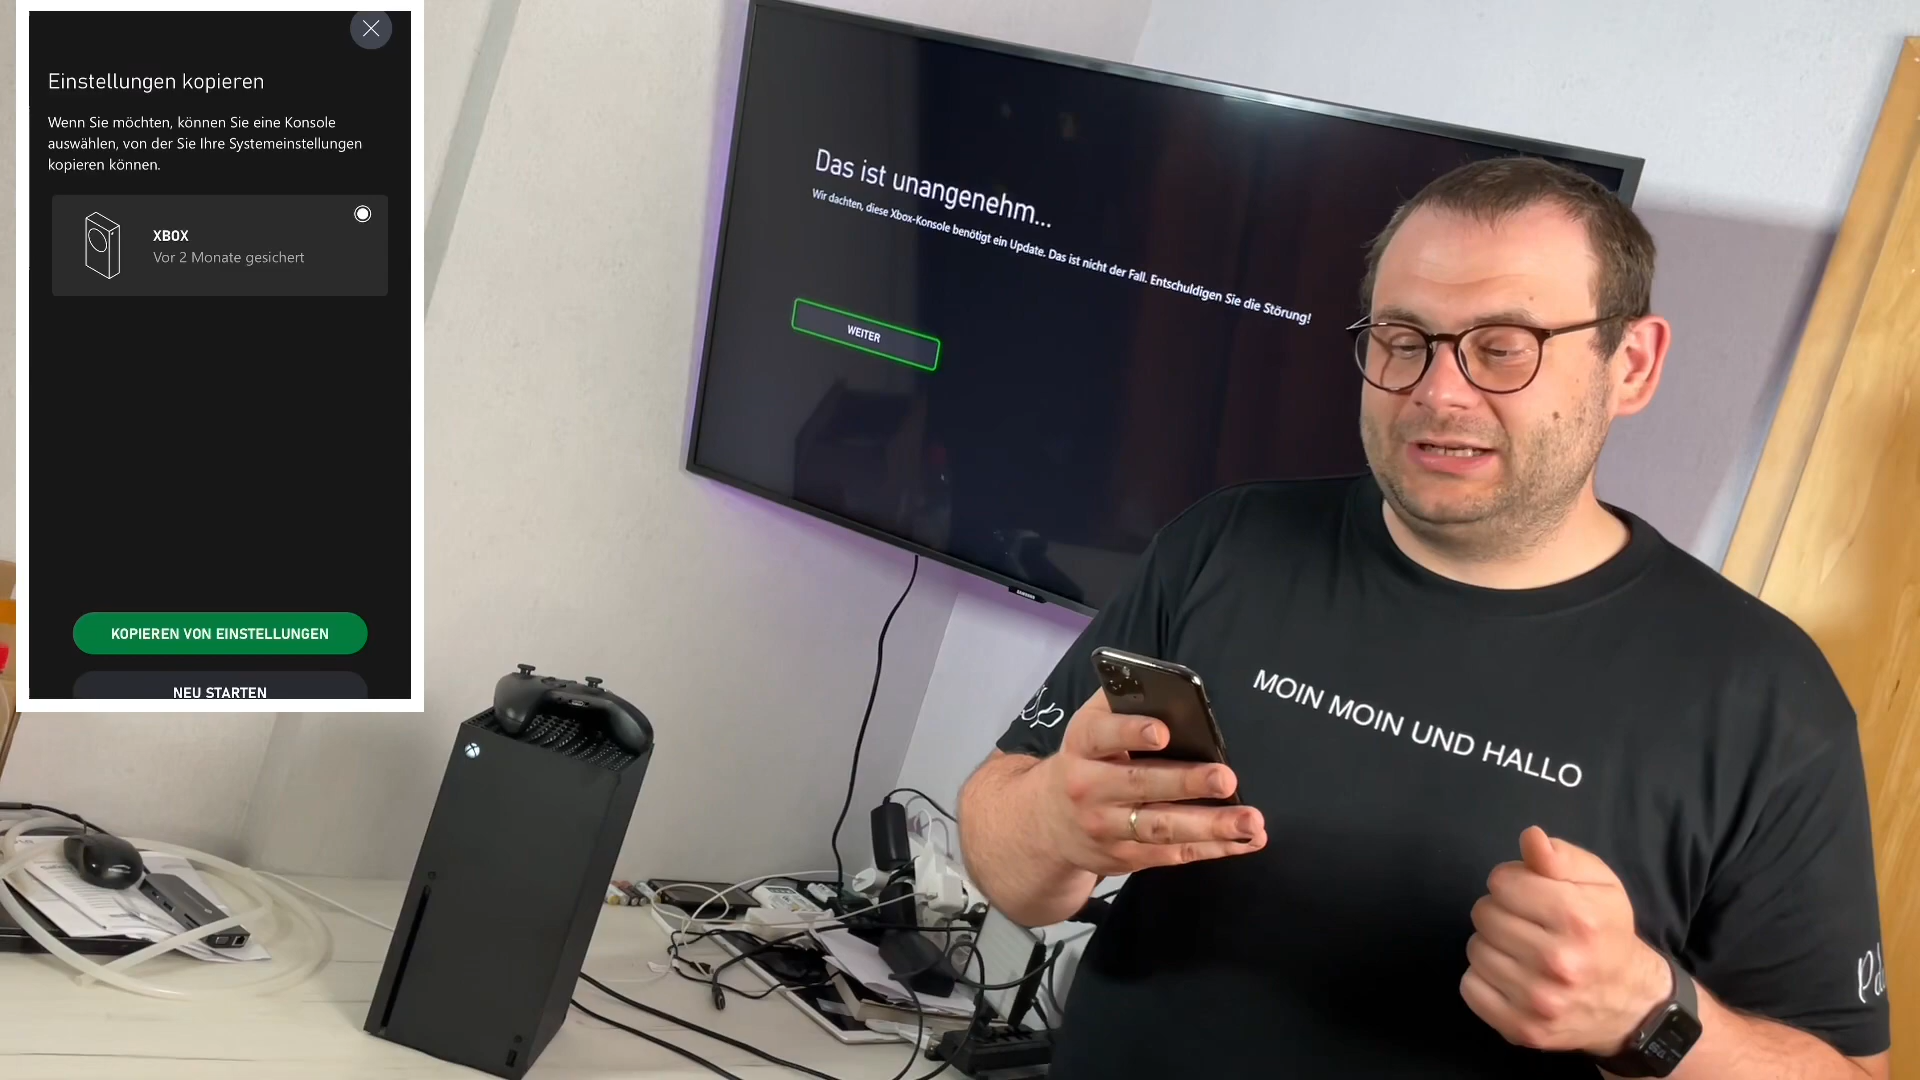 Einstellungen kopieren
Wenn Sie möchten, können Sie eine Konsole
auswählen, von der Sie Ihre Systemeinstellungen
kopieren können.
XBOX
Vor 2 Monate gesichert
KOPIEREN VON EINSTELLUNGEN
NEU STARTEN
Das ist unangenehm...
Wir dachten, diese Xbox-Konsole benötigt ein Update. Das ist nicht der Fall. Entschuldigen Sie die Störung!
WEITER
SAMSUNG
MOIN MOIN UND HALLO